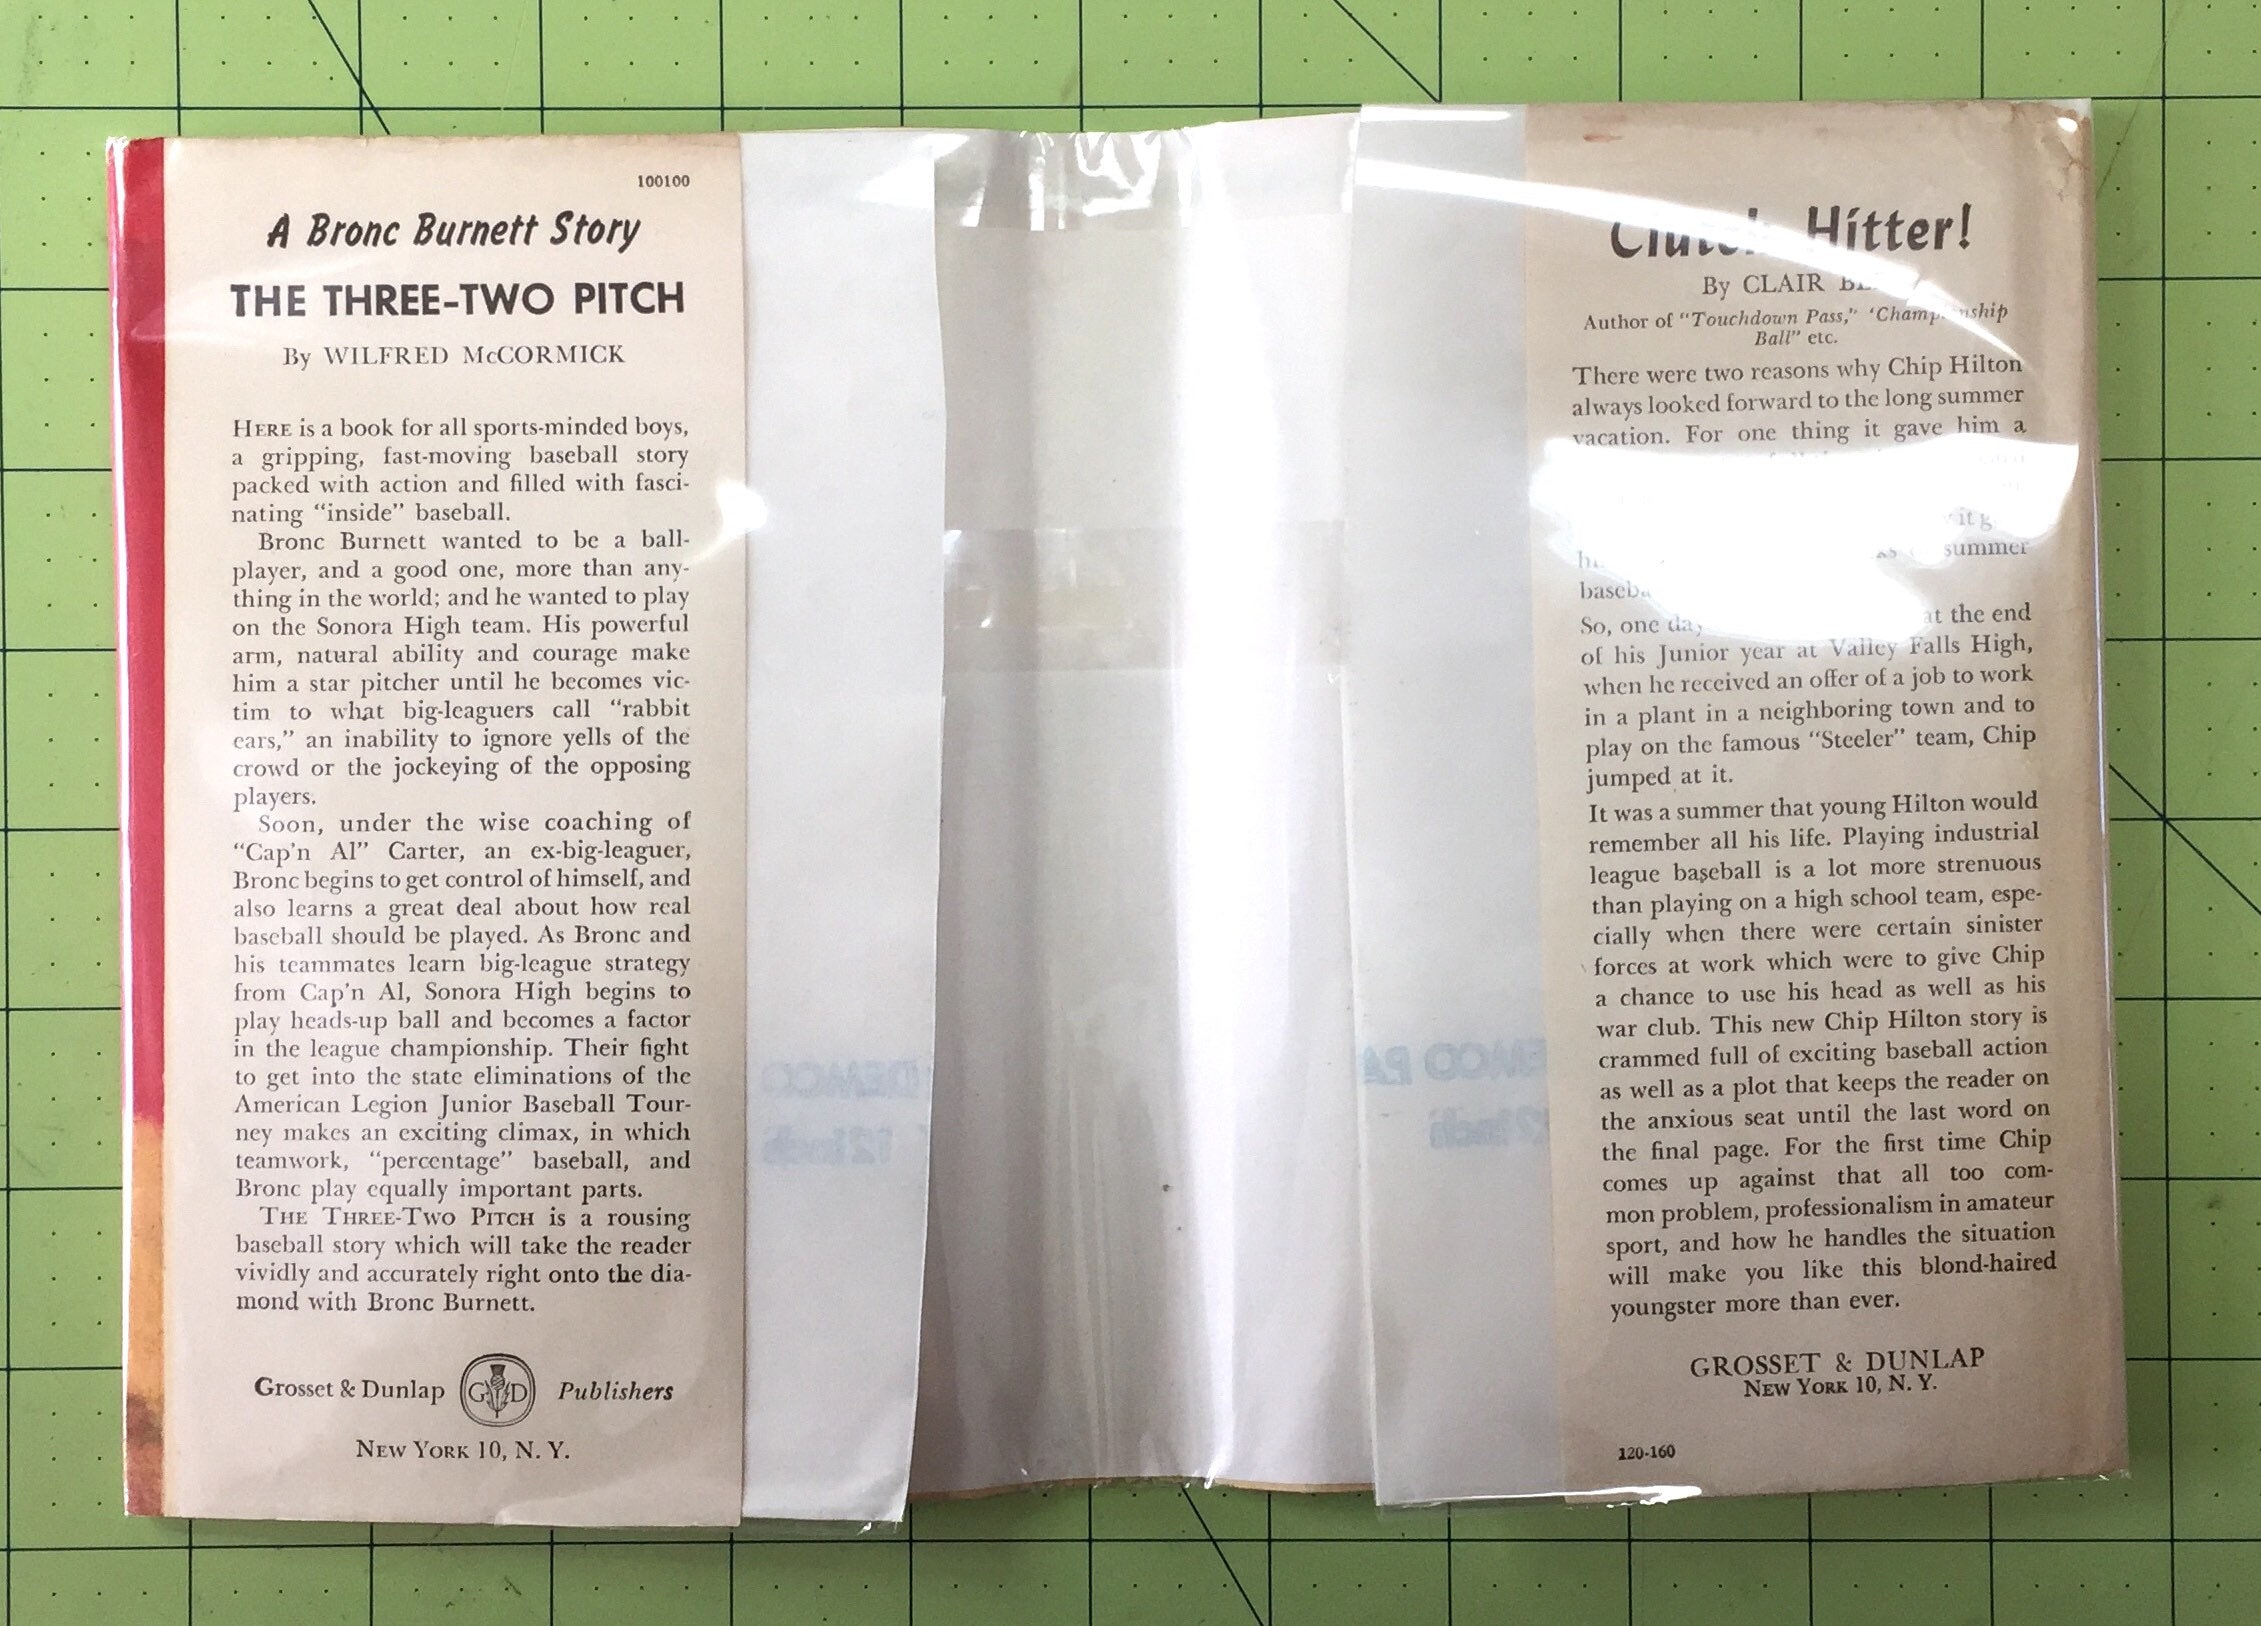 100100
A Bronc Burnett Story
THE THREE-TWO PITCH
By WILFRED McCORMICK
HERE is a book for all sports-minded boys,
a gripping, fast-moving baseball story
packed with action and filled with fasci-
nating “inside” baseball.
Bronc Burnett wanted to be a ball-
player, and a good one, more than any-
thing in the world; and he wanted to play
on the Sonora High team. His powerful
arm, natural ability and courage make
him a star pitcher until he becomes vic-
tim to what big-leaguers call “rabbit
ears,” an inability to ignore yells of the
crowd or the jockeying of the opposing
players.
Soon, under the wise coaching of
“Cap'n Al” Carter, an ex-big-leaguer,
Bronc begins to get control of himself, and
also learns a great deal about how real
baseball should be played. As Bronc and
his teammates learn big-league strategy
from Cap'n Al, Sonora High begins to
play heads-up ball and becomes a factor
in the league championship. Their fight
to get into the state eliminations of the
American Legion Junior Baseball Tour-
ney makes an exciting climax, in which
teamwork, “percentage” baseball, and
Bronc play equally important parts.
THE THREE-TWO PITCH is a rousing
baseball story which will take the reader
vividly and accurately right onto the dia-
mond with Bronc Burnett.
Grosset & Dunlap G D Publishers
NEW YORK 10, N. Y.
DEMCO
12 inch
DEMCO
12 inch
Clutch Hitter!
By CLAIR
Author of “Touchdown Pass,” ‘Championship
Ball” etc.
There were two reasons why Chip Hilton
always looked forward to the long summer
vacation. For one thing it gave him a
it
summer
So, one day at the end
of his Junior year at Valley Falls High,
when he received an offer of a job to work
in a plant in a neighboring town and to
play on the famous “Steeler” team, Chip
jumped at it.
It was a summer that young Hilton would
remember all his life. Playing industrial
league baseball is a lot more strenuous
than playing on a high school team, espe-
cially when there were certain sinister
forces at work which were to give Chip
a chance to use his head as well as his
war club. This new Chip Hilton story is
crammed full of exciting baseball action
as well as a plot that keeps the reader on
the anxious seat until the last word on
the final page. For the first time Chip
comes up against that all too com-
mon problem, professionalism in amateur
sport, and how he handles the situation
will make you like this blond-haired
youngster more than ever.
GROSSET & DUNLAP
NEW YORK 10, N. Y.
120-160